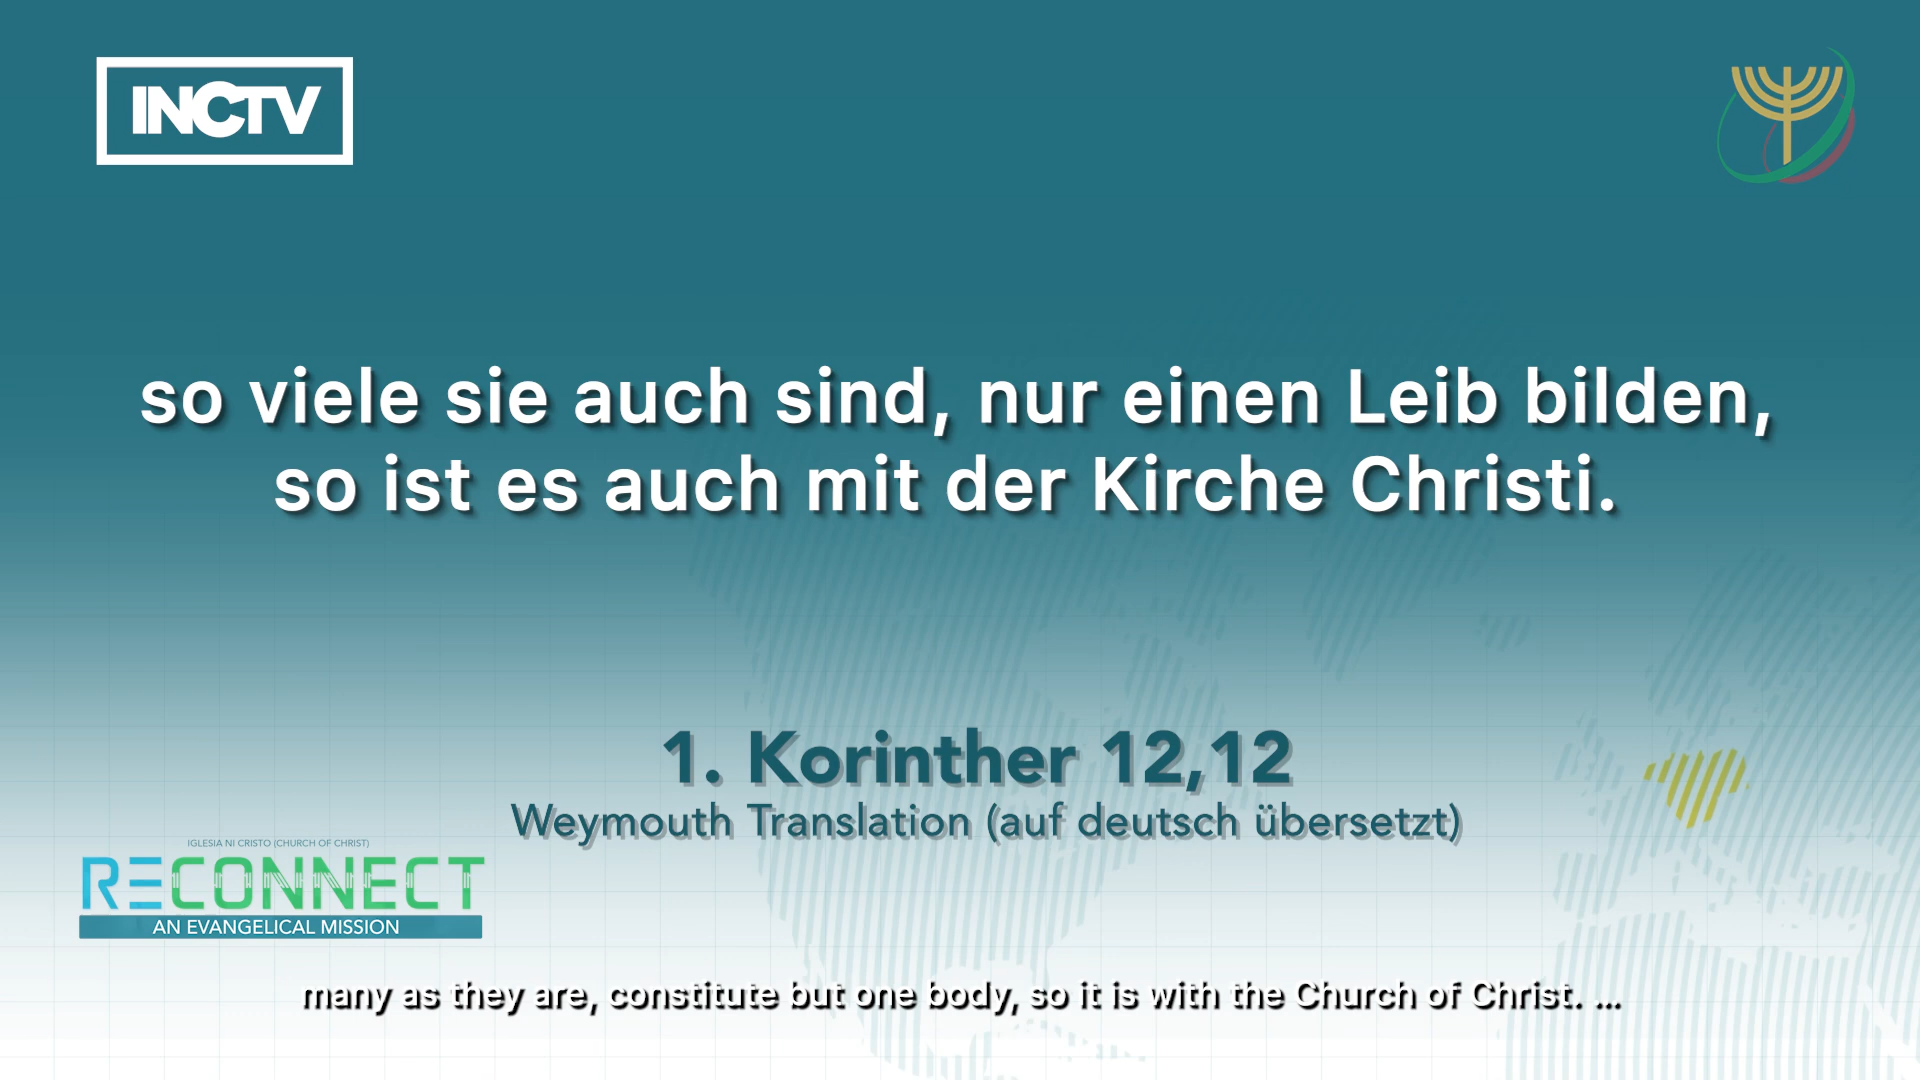 INCTV
so viele sie auch sind, nur einen Leib bilden,
so ist es auch mit der Kirche Christi.
1. Korinther 12,12
Weymouth Translation (auf deutsch übersetzt)
IGLESIA NI CRISTO (CHURCH OF CHRIST)
RECONNECT
AN EVANGELICAL MISSION
many as they are, constitute but one body, so it is with the Church of Christ. ...